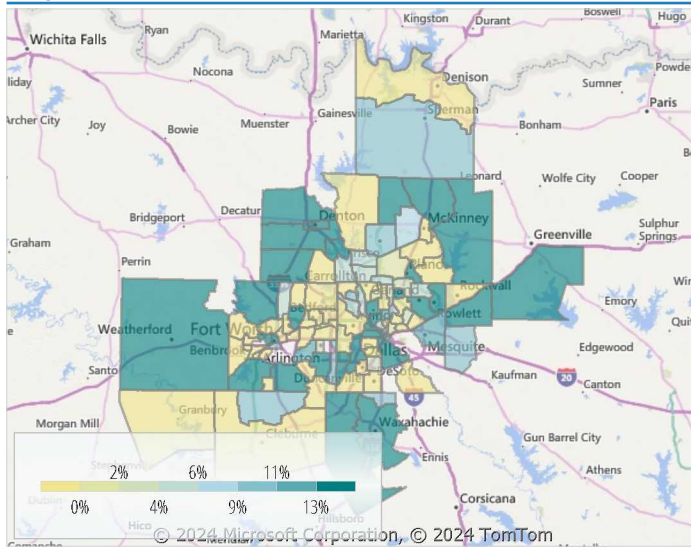 Kingston
Durant
Boswell
Hugo
Ryan
Marietta
Wichita Falls
Nocona
Denison
Sumner
Sherman
Paris
Archer City
Joy
Bowie
Muenster
Gainesville
Bonham
Leonard
Wolfe City
Cooper
Decatur
Denton
McKinney
Bridgeport
Greenville
Sulphur
Springs
Graham
Perrin
Carrollton
Plano
Rockwall
Emory
Weatherford
Fort Worth
Rowlett
Benbrook
Arlington
Dallas
Mesquite
Edgewood
Santo
DeSoto
Kaufman
20
Canton
Granbury
45
Morgan Mill
Waxahachie
Cleburne
Gun Barrel City
Ennis
2%
6%
11%
Athens
0%
4%
9%
13%
Dublin
Corsicana
Hico
Hillsboro
© 2024 Microsoft Corporation, © 2024 TomTom